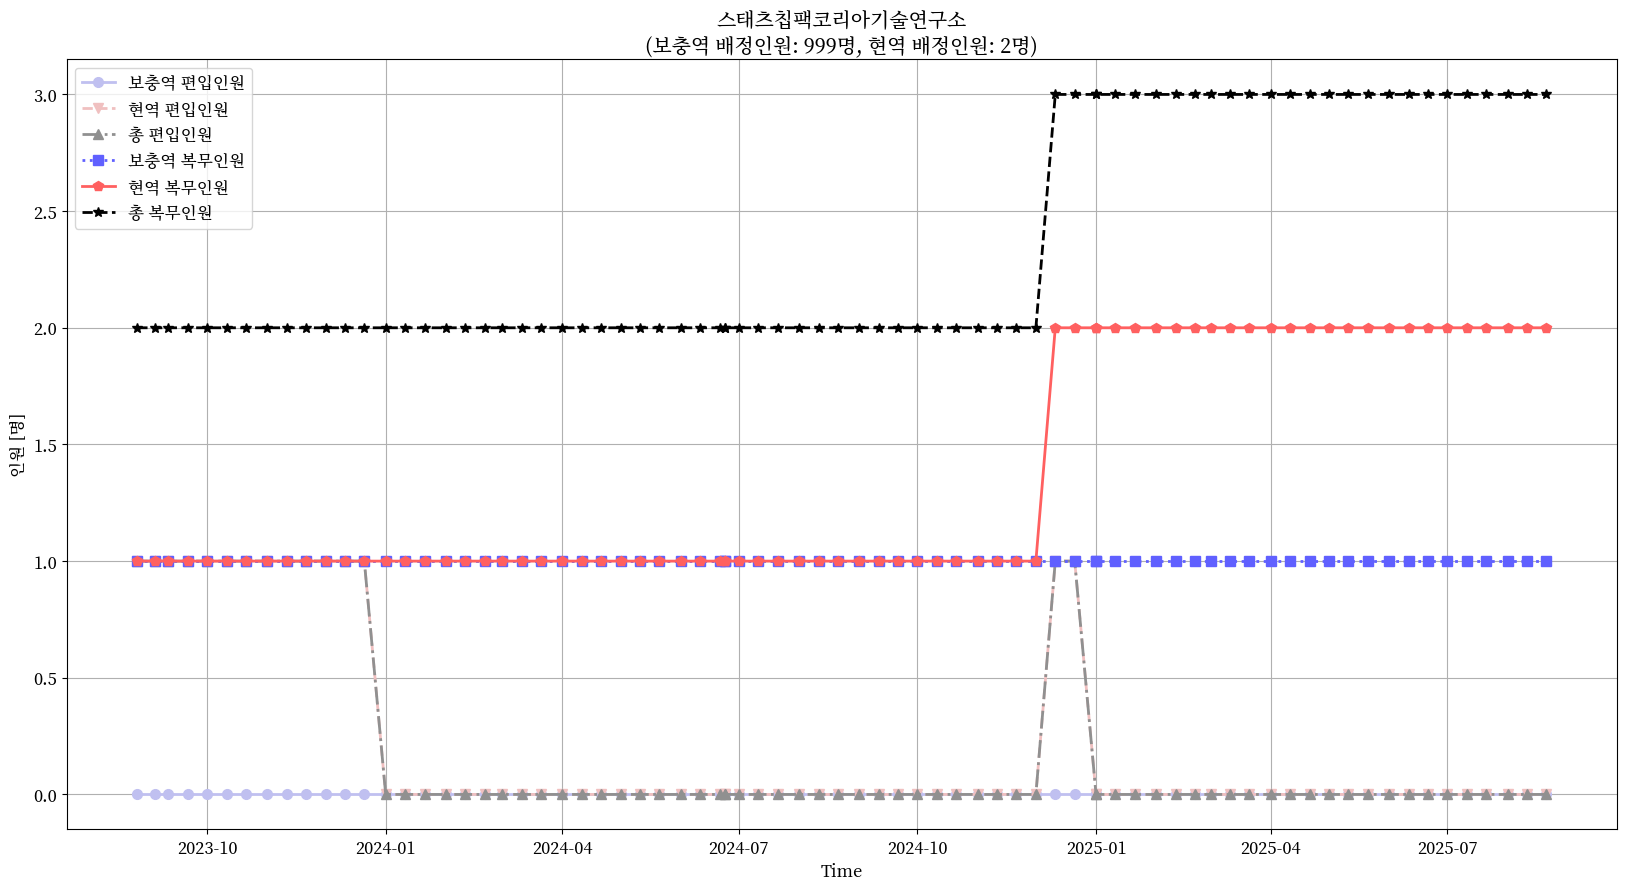 스태츠칩팩코리아기술연구소
(보충역 배정인원: 999명, 현역 배정인원: 2명)
보충역 편입인원
현역 편입인원
총 편입인원
보충역 복무인원
현역 복무인원
총 복무인원
3.0
2.5
2.0
1.5
1.0
0.5
0.0
인원 [명]
2023-10
2024-01
2024-04
2024-07
2024-10
2025-01
2025-04
2025-07
Time